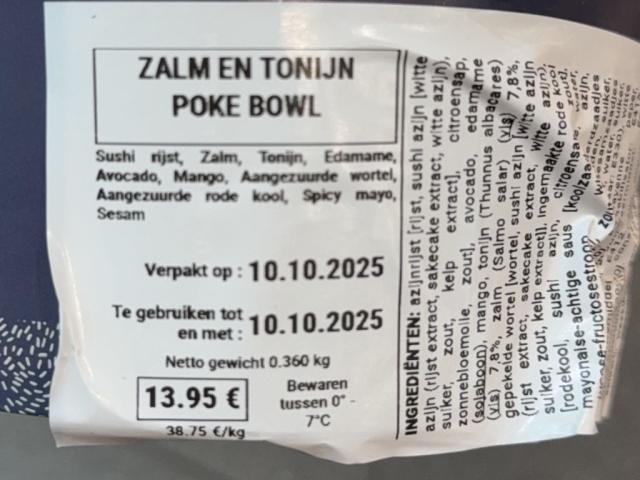 ZALM EN TONIJN
POKE BOWL
Sushi rijst, Zalm, Tonijn, Edamame,
Avocado, Mango, Aangezuurde wortel,
Aangezuurde rode kool, Spicy mayo,
Sesam
Verpakt op : 10.10.2025
Te gebruiken tot
en met : 10.10.2025
Netto gewicht 0.360 kg
13.95 €
38.75 €/kg
Bewaren
tussen 0° -
7°C
INGREDIËNTEN: azijnrijst [rijst, sushi azijn [witte
azijn (rijst extract, sakecake extract, witte azijn),
suiker, zout, kelp extract], citroensap,
zonnebloemolie, zout], avocado, edamame
(sojaboon), mango, tonijn (Thunnus albacares)
(vis) 7,8%, zalm (Salmo salar) (vis) 7,8%,
gepekelde wortel [wortel, sushi azijn [witte azijn
(rijst extract, sakecake extract, witte azijn),
suiker, zout, kelp extract]], ingemaakte rode kool
[rodekool, sushi azijn, citroensap, zout],
mayonaise-achtige saus